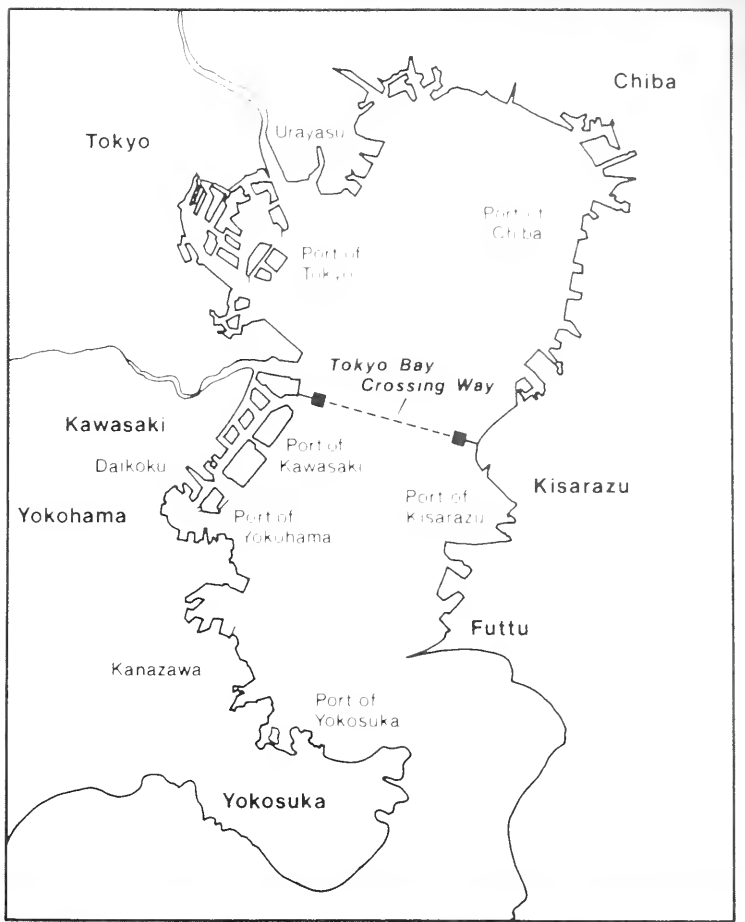 Chiba
Tokyo
Urayasu
Port of
Chiba
Port of
Tokyo
Tokyo Bay
Crossing Way
Kawasaki
Port of
Kawasaki
Daikoku
Kisarazu
Port of
Kisarazu
Yokohama
Port of
Yokohama
Futtu
Kanazawa
Port of
Yokosuka
Yokosuka